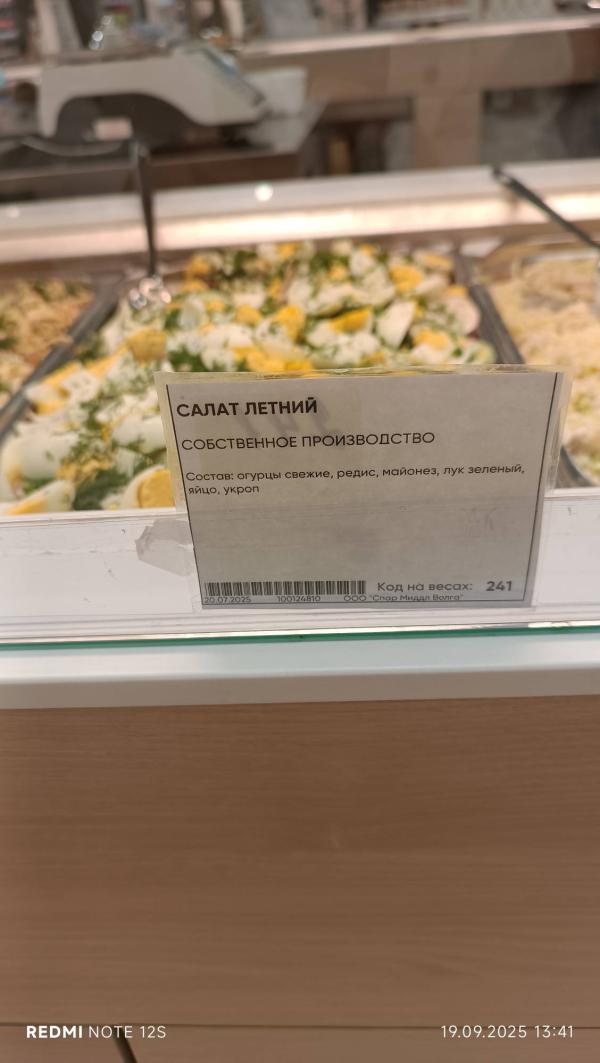 САЛАТ ЛЕТНИЙ
СОБСТВЕННОЕ ПРОИЗВОДСТВО
Состав: огурцы свежие, редис, майонез, лук зеленый,
яйцо, укроп
Код на весах: 241
20.07.2025 100124810 ООО "Спар Миддл Волга"
REDMI NOTE 12S 19.09.2025 13:41